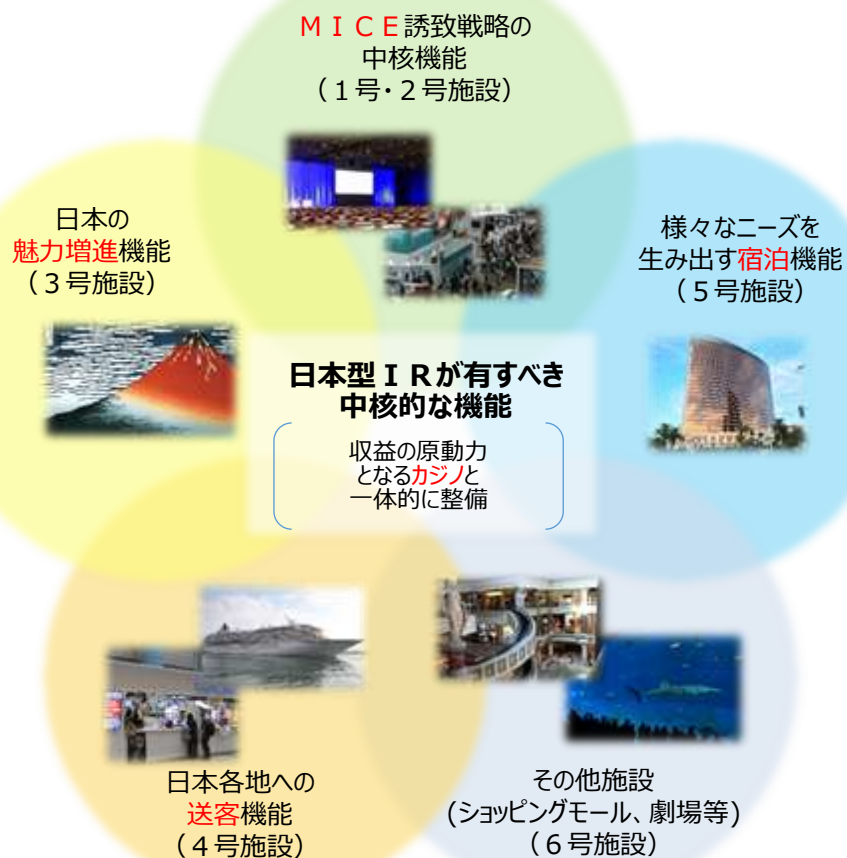 ＭＩＣＥ誘致戦略の
中核機能
（１号・２号施設）
日本の
魅力増進機能
（３号施設）
様々なニーズを
生み出す宿泊機能
（５号施設）
日本型ＩＲが有すべき
中核的な機能
収益の原動力
となるカジノと
一体的に整備
日本各地への
送客機能
（４号施設）
その他施設
(ショッピングモール、劇場等)
（６号施設）